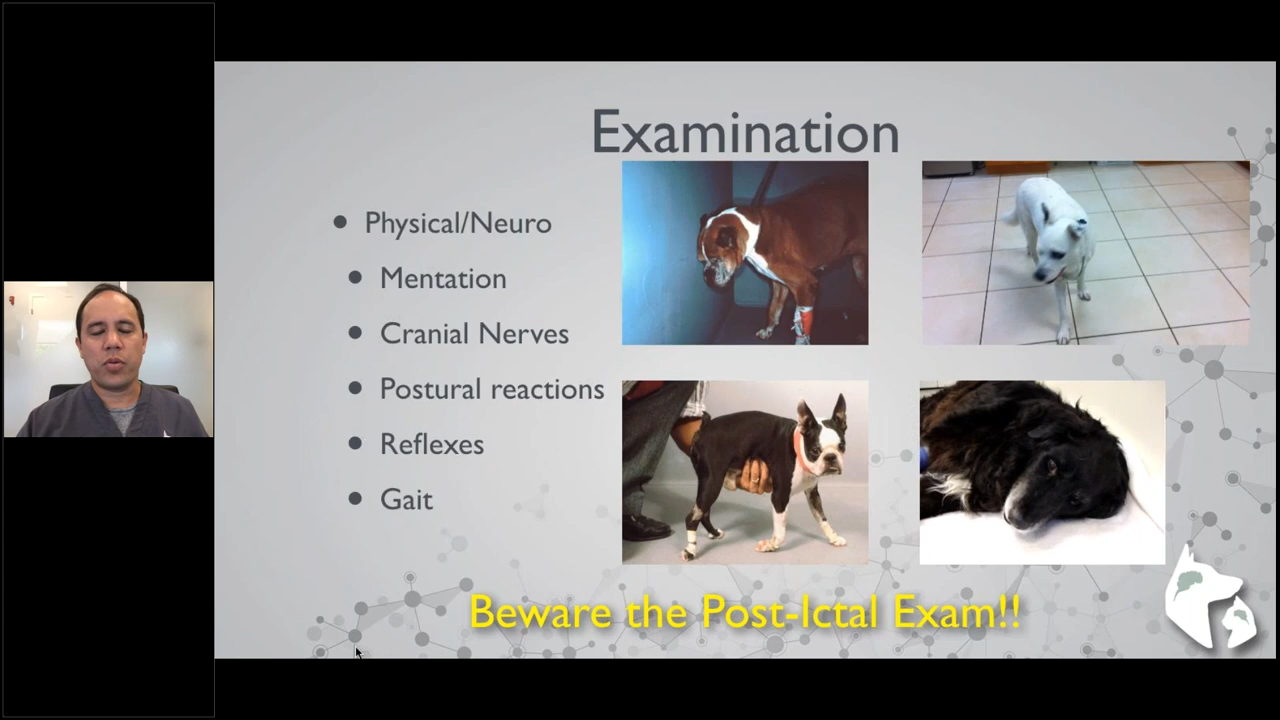 Examination
Physical/Neuro
Mentation
Cranial Nerves
Postural reactions
Reflexes
Gait
Beware the Post-Ictal Exam!!